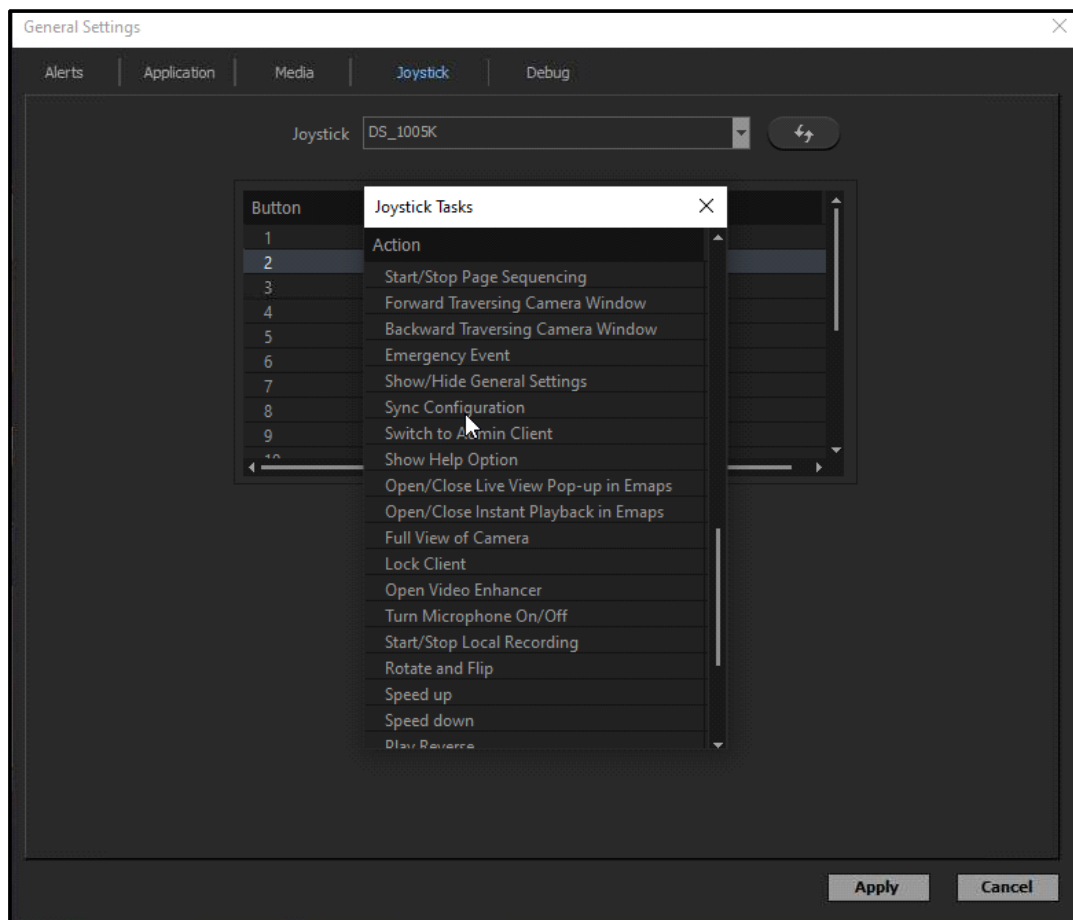 General Settings
Alerts Application Media Joystick Debug
Joystick DS_1005K
Button
1
2
3
4
5
6
7
8
9
10
Joystick Tasks
Action
Start/Stop Page Sequencing
Forward Traversing Camera Window
Backward Traversing Camera Window
Emergency Event
Show/Hide General Settings
Sync Configuration
Switch to Admin Client
Show Help Option
Open/Close Live View Pop-up in Emaps
Open/Close Instant Playback in Emaps
Full View of Camera
Lock Client
Open Video Enhancer
Turn Microphone On/Off
Start/Stop Local Recording
Rotate and Flip
Speed up
Speed down
Play Reverse
Apply Cancel